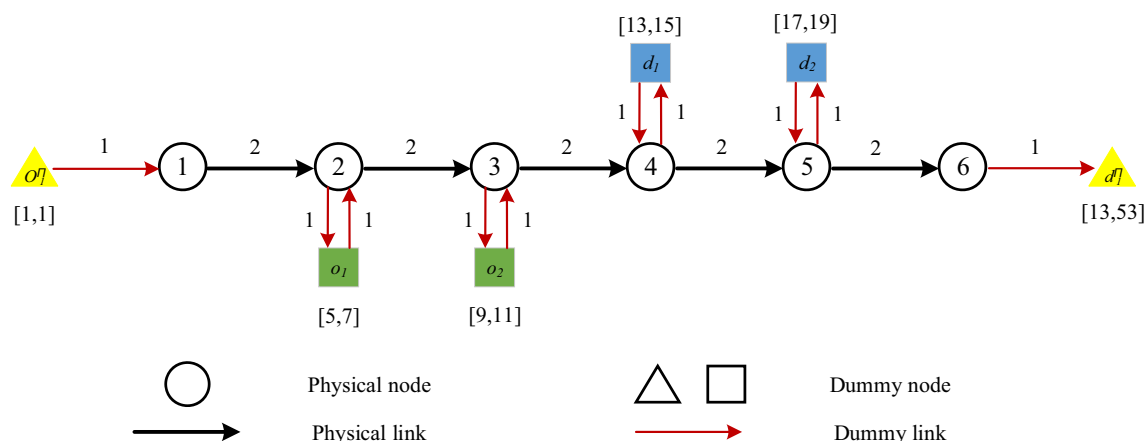 [13,15] [17,19]
d₁ d₂
1 1 1 1
1 2 2 2 2 2 1
O₁ⁿ 1 2 3 4 5 6 d₁ⁿ
[1,1] [13,53]
1 1 1 1
o₁ o₂
[5,7] [9,11]
Physical node Dummy node
Physical link Dummy link